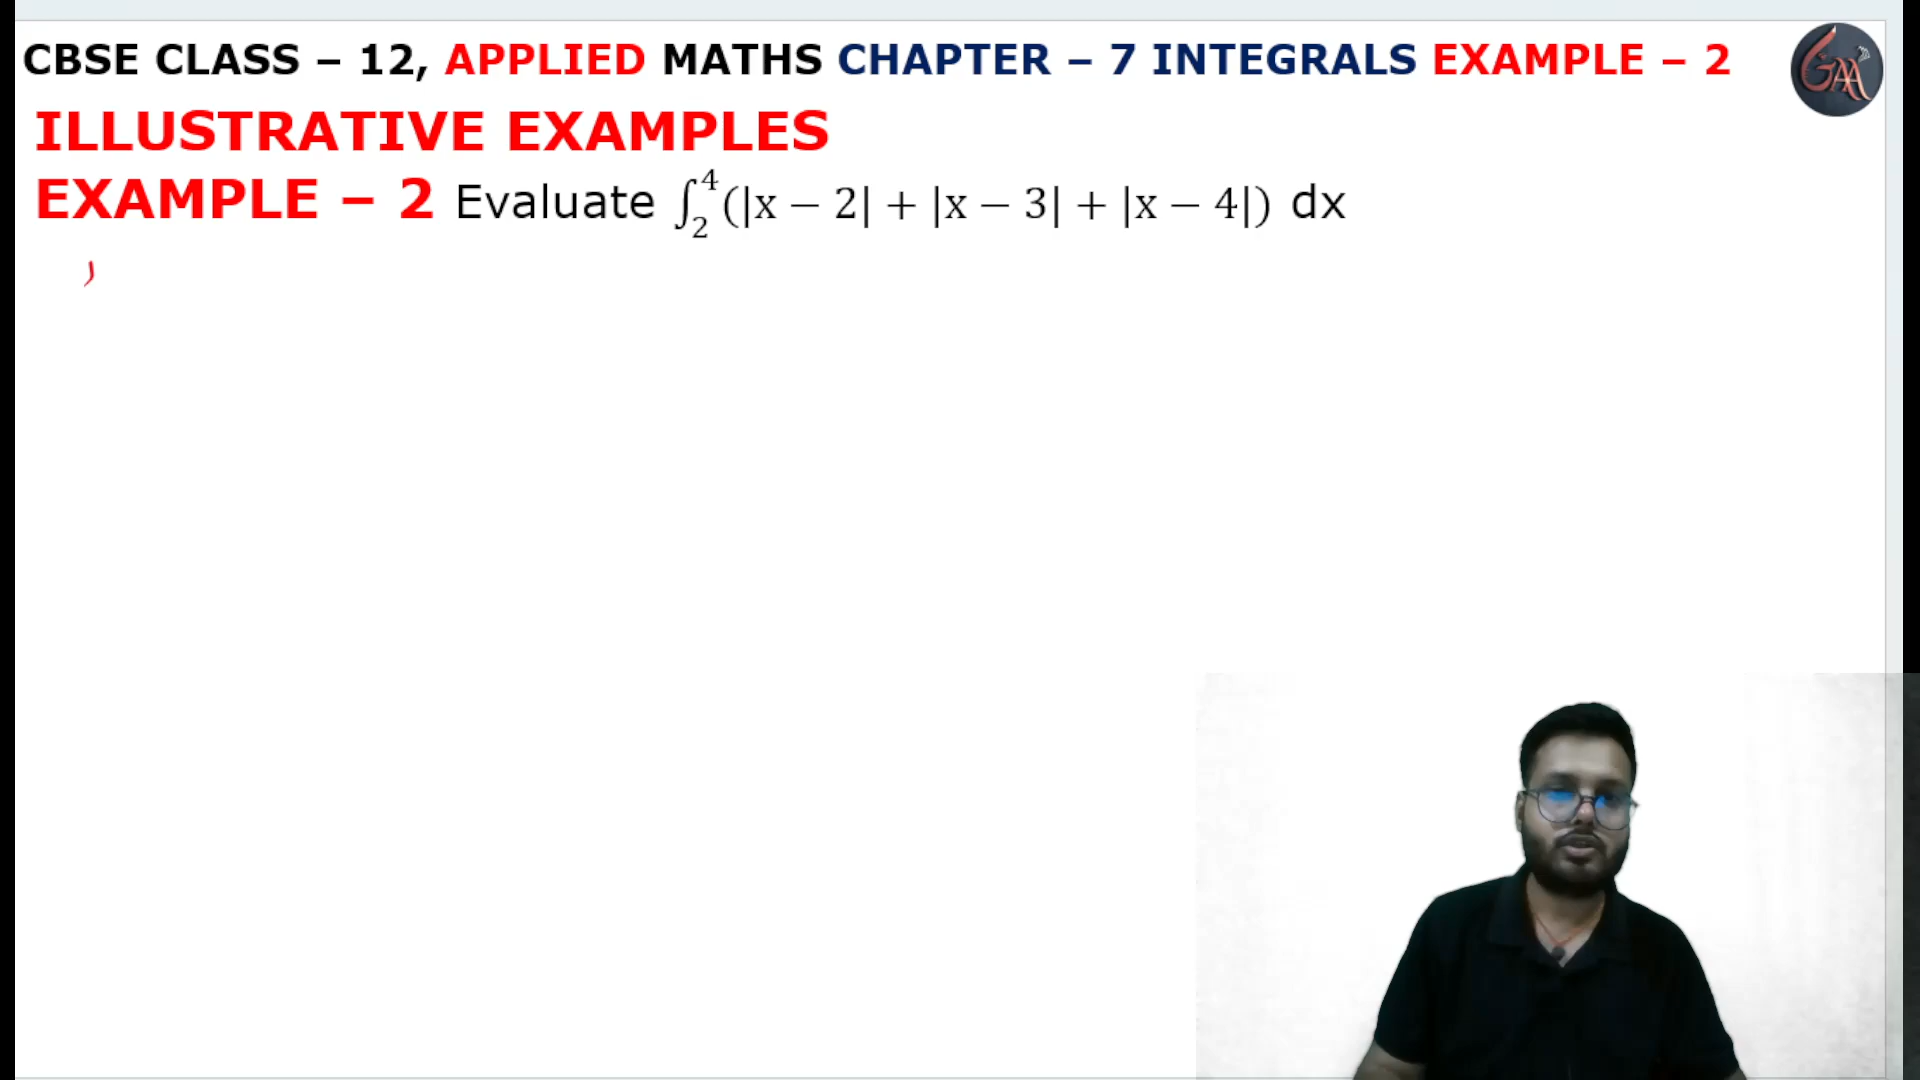 CBSE CLASS – 12, APPLIED MATHS CHAPTER – 7 INTEGRALS EXAMPLE – 2
ILLUSTRATIVE EXAMPLES
EXAMPLE – 2 Evaluate ∫₂⁴(|x – 2| + |x – 3| + |x – 4|) dx